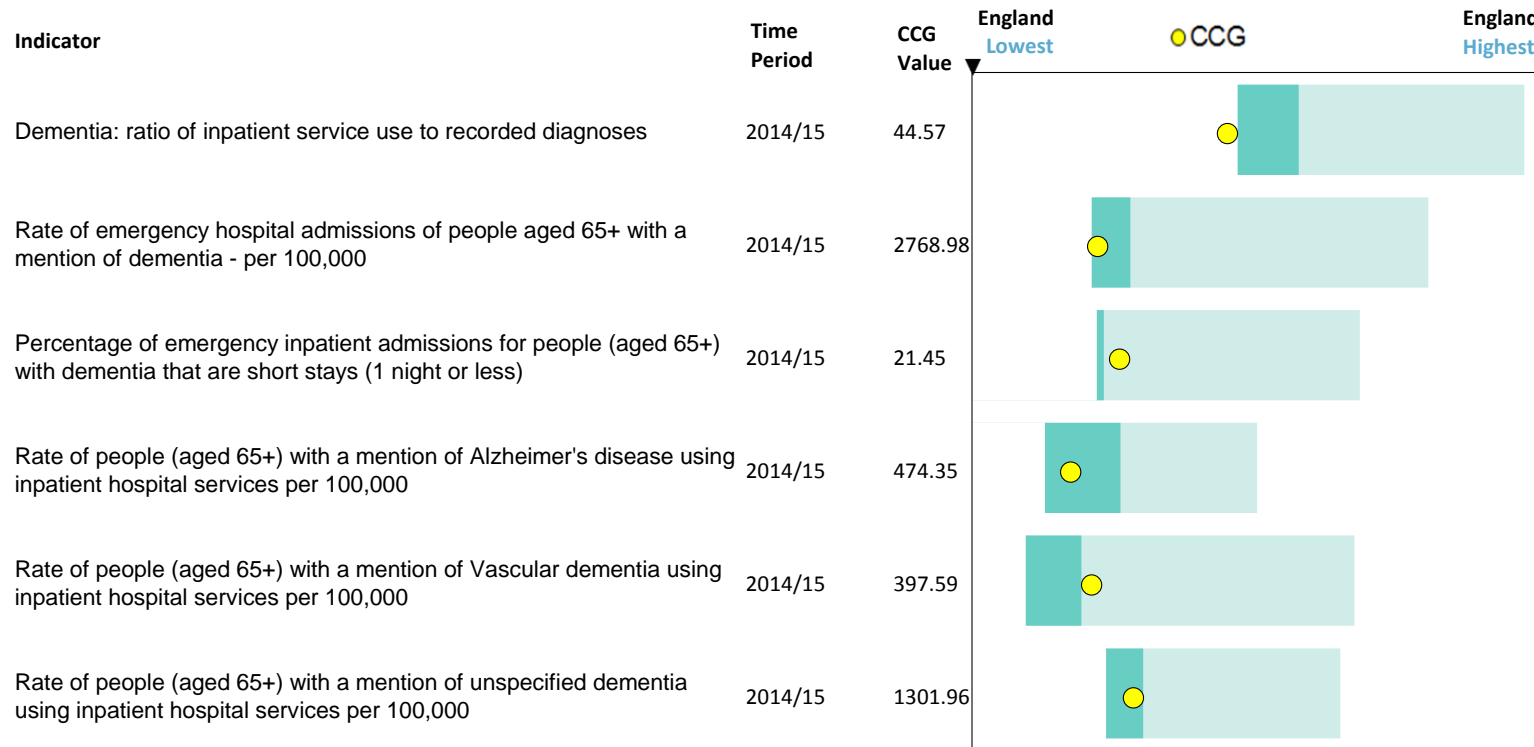 Indicator
Time Period
CCG Value
England Lowest
CCG
England Highest
Dementia: ratio of inpatient service use to recorded diagnoses 2014/15 44.57
Rate of emergency hospital admissions of people aged 65+ with a
mention of dementia - per 100,000
2014/15 2768.98
Percentage of emergency inpatient admissions for people (aged 65+)
with dementia that are short stays (1 night or less)
2014/15 21.45
Rate of people (aged 65+) with a mention of Alzheimer's disease using
inpatient hospital services per 100,000
2014/15 474.35
Rate of people (aged 65+) with a mention of Vascular dementia using
inpatient hospital services per 100,000
2014/15 397.59
Rate of people (aged 65+) with a mention of unspecified dementia
using inpatient hospital services per 100,000
2014/15 1301.96